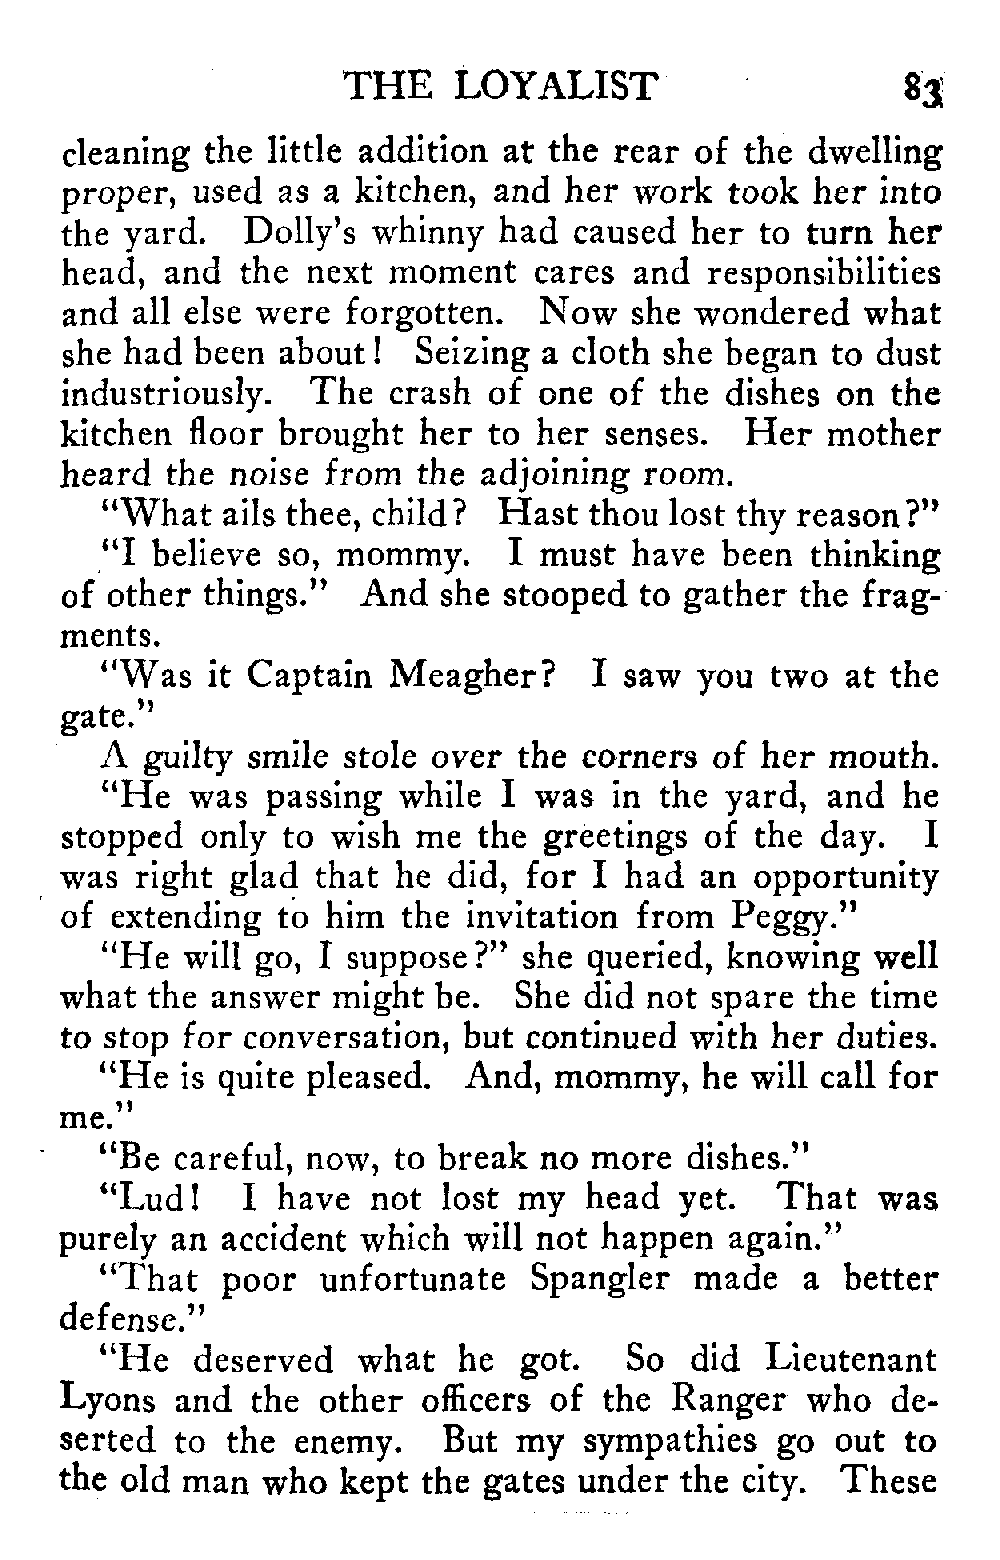 THE LOYALIST 83
cleaning the little addition at the rear of the dwelling
proper, used as a kitchen, and her work took her into
the yard. Dolly's whinny had caused her to turn her
head, and the next moment cares and responsibilities
and all else were forgotten. Now she wondered what
she had been about! Seizing a cloth she began to dust
industriously. The crash of one of the dishes on the
kitchen floor brought her to her senses. Her mother
heard the noise from the adjoining room.
"What ails thee, child? Hast thou lost thy reason?"
"I believe so, mommy. I must have been thinking
of other things." And she stooped to gather the frag-
ments.
"Was it Captain Meagher? I saw you two at the
gate."
A guilty smile stole over the corners of her mouth.
"He was passing while I was in the yard, and he
stopped only to wish me the greetings of the day. I
was right glad that he did, for I had an opportunity
of extending to him the invitation from Peggy."
"He will go, I suppose?" she queried, knowing well
what the answer might be. She did not spare the time
to stop for conversation, but continued with her duties.
"He is quite pleased. And, mommy, he will call for
me."
"Be careful, now, to break no more dishes."
"Lud! I have not lost my head yet. That was
purely an accident which will not happen again."
"That poor unfortunate Spangler made a better
defense."
"He deserved what he got. So did Lieutenant
Lyons and the other officers of the Ranger who de-
serted to the enemy. But my sympathies go out to
the old man who kept the gates under the city. These